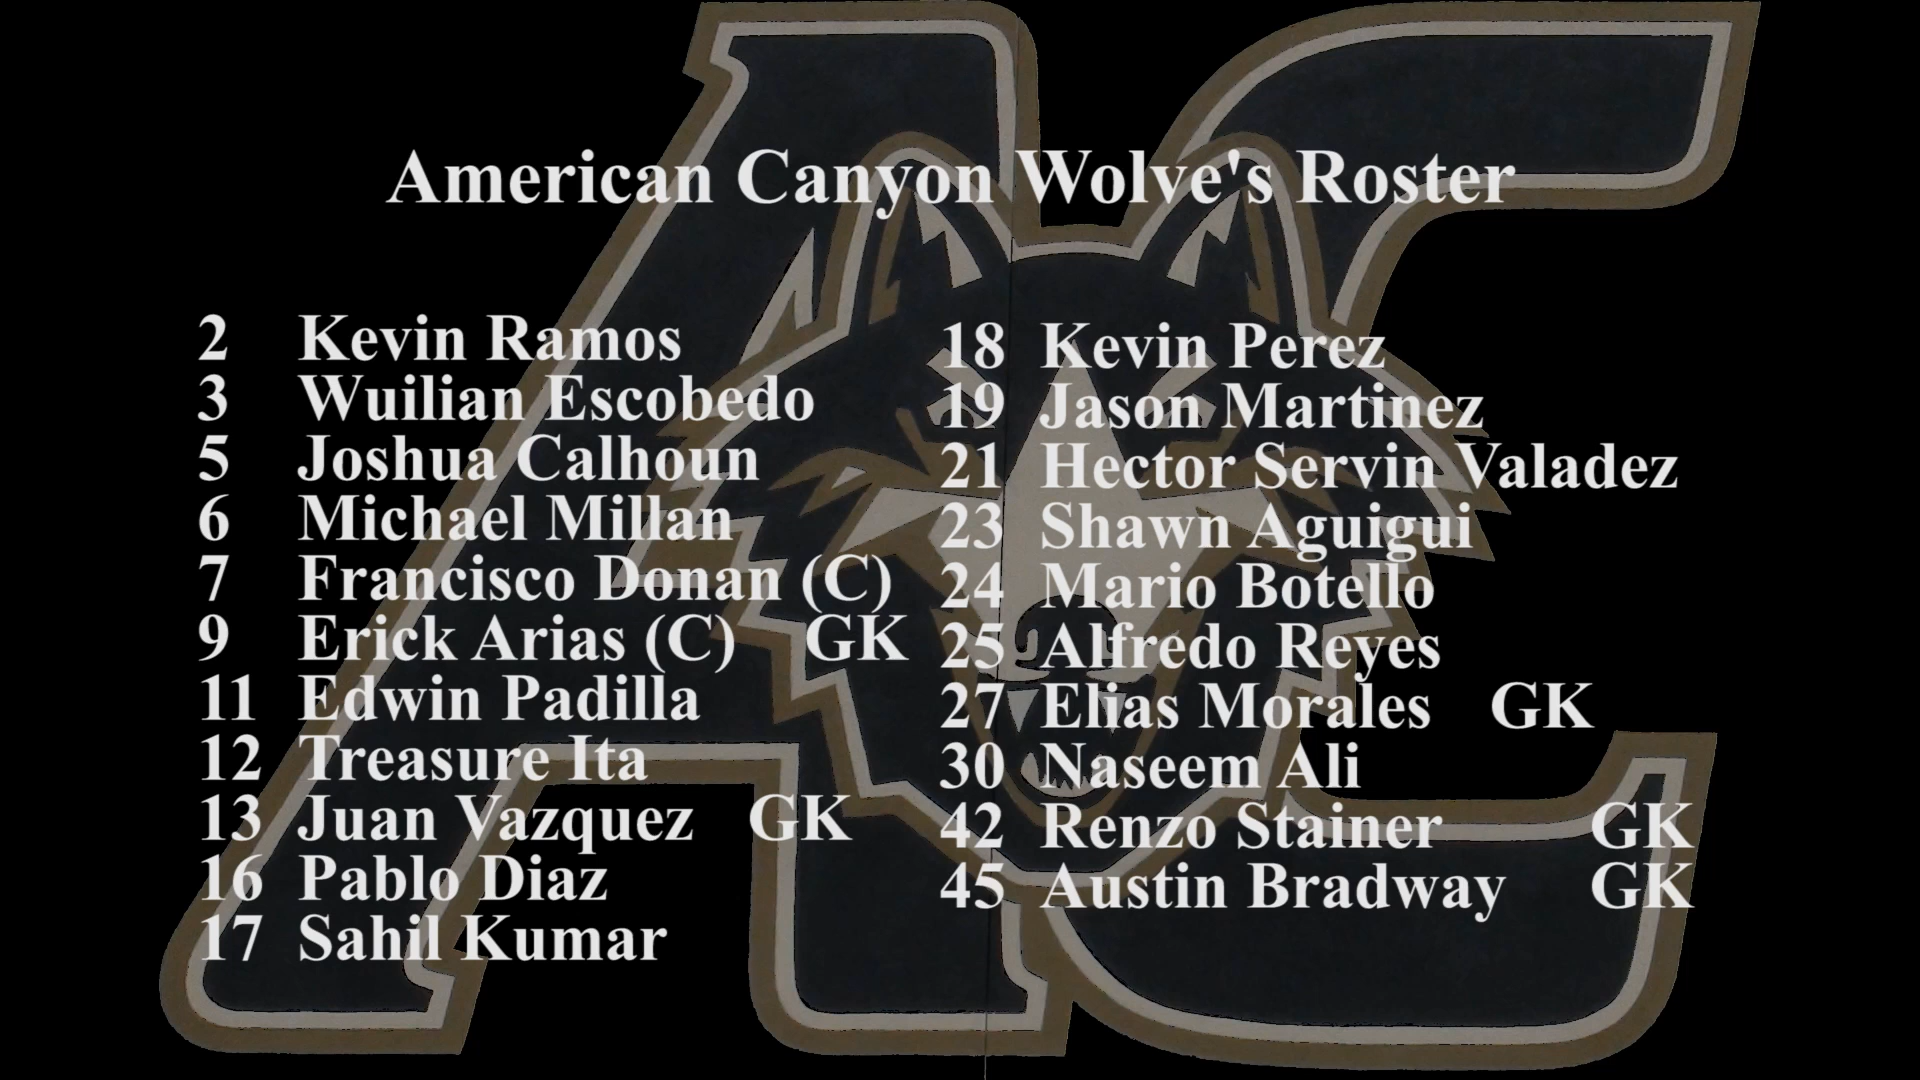 American Canyon Wolve's Roster
2 Kevin Ramos
3 Wuilian Escobedo
5 Joshua Calhoun
6 Michael Millan
7 Francisco Donan (C)
9 Erick Arias (C) GK
11 Edwin Padilla
12 Treasure Ita
13 Juan Vazquez GK
16 Pablo Diaz
17 Sahil Kumar
18 Kevin Perez
19 Jason Martinez
21 Hector Servin Valadez
23 Shawn Aguigui
24 Mario Botello
25 Alfredo Reyes
27 Elias Morales GK
30 Naseem Ali
42 Renzo Stainer GK
45 Austin Bradway GK
AC